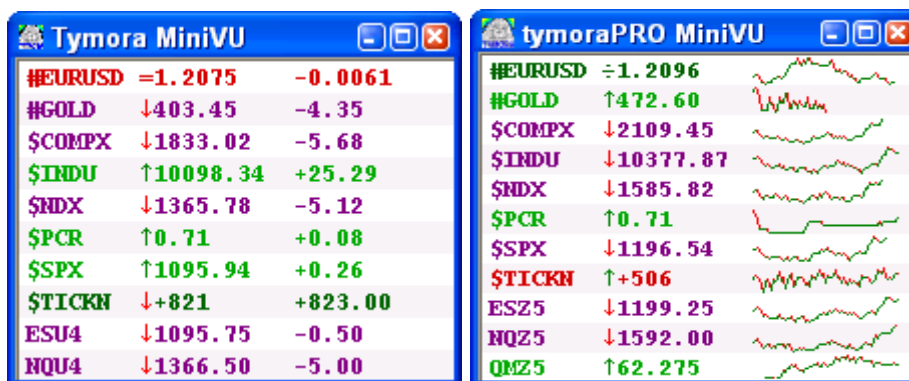 Tymora MiniVU
#EURUSD =1.2075 -0.0061
#GOLD ↓403.45 -4.35
$COMPX ↓1833.02 -5.68
$INDU ↑10098.34 +25.29
$NDX ↓1365.78 -5.12
$PCR ↑0.71 +0.08
$SPX ↑1095.94 +0.26
$TICKN ↓+821 +823.00
ESU4 ↓1095.75 -0.50
NQU4 ↓1366.50 -5.00
tymoraPRO MiniVU
#EURUSD ÷1.2096
#GOLD ↑472.60
$COMPX ↓2109.45
$INDU ↓10377.87
$NDX ↓1585.82
$PCR ↑0.71
$SPX ↓1196.54
$TICKN ↑+506
ESZ5 ↓1199.25
NQZ5 ↓1592.00
QMZ5 ↑62.275